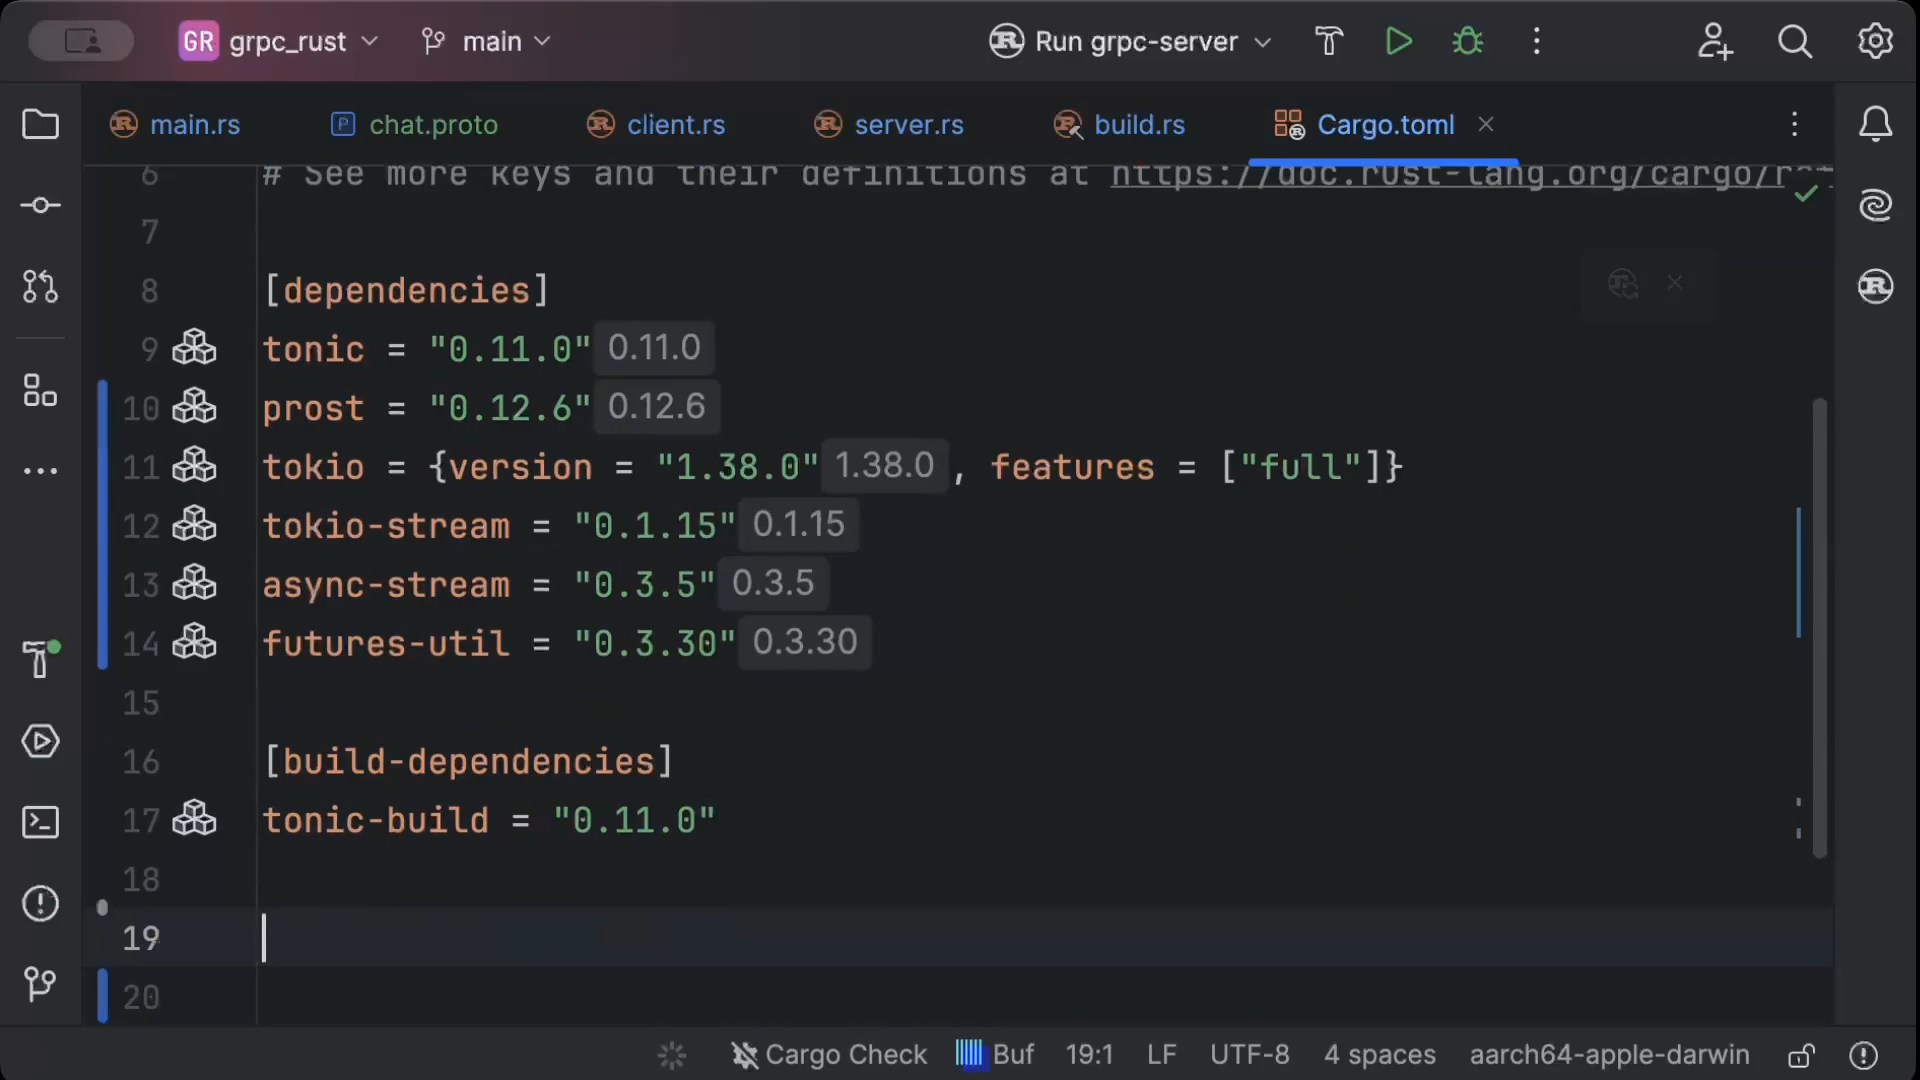 GR grpc_rust main Run grpc-server
main.rs chat.proto client.rs server.rs build.rs Cargo.toml
6 # See more keys and their definitions at https://doc.rust-lang.org/cargo/
7
8 [dependencies]
9 tonic = "0.11.0" 0.11.0
10 prost = "0.12.6" 0.12.6
11 tokio = {version = "1.38.0" 1.38.0 , features = ["full"]}
12 tokio-stream = "0.1.15" 0.1.15
13 async-stream = "0.3.5" 0.3.5
14 futures-util = "0.3.30" 0.3.30
15
16 [build-dependencies]
17 tonic-build = "0.11.0"
18
19
20
Cargo Check Buf 19:1 LF UTF-8 4 spaces aarch64-apple-darwin